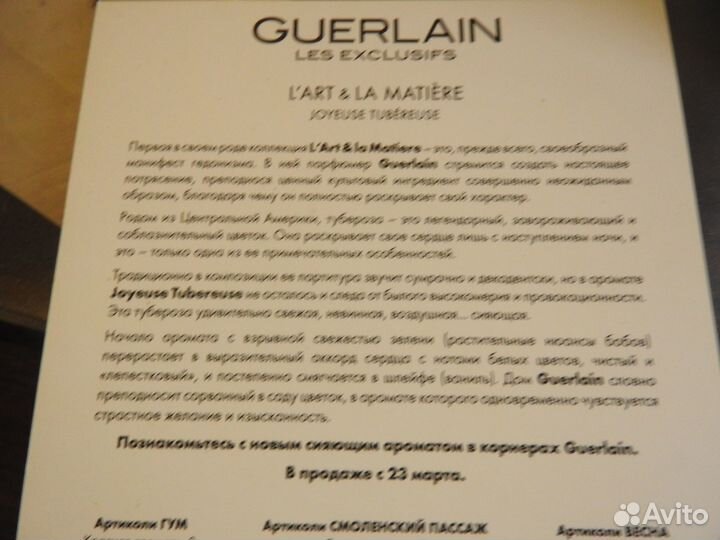 GUERLAIN
LES EXCLUSIFS
L'ART & LA MATIÈRE
JOYEUSE TUBÉREUSE
Первая в своем роде коллекция L'Art & la Matiere – это, прежде всего, своеобразный
манифест гедонизма. В ней парфюмер Guerlain стремится создать настоящее
потрясение, преподнося ценный культовый ингредиент совершенно неожиданным
образом, благодаря чему он полностью раскрывает свой характер.
Родом из Центральной Америки, тубероза – это легендарный, завораживающий и
соблазнительный цветок. Она раскрывает свое сердце лишь с наступлением ночи, и
это – только одна из ее примечательных особенностей.
Традиционно в композиции ее партитура звучит сумрачно и декадентски, но в аромате
Joyeuse Tubereuse не осталось и следа от былого высокомерия и провокационности.
Эта тубероза удивительно свежая, невинная, воздушная... сияющая.
Начало аромата с взрывной свежестью зелени (растительные нюансы бобов)
перерастает в выразительный аккорд сердца с нотами белых цветов, чистый и
«лепестковый», и постепенно смягчается в шлейфе (ваниль). Дом Guerlain словно
преподносит сорванный в саду цветок, в аромате которого одновременно чувствуется
страстное желание и изысканность.
Познакомьтесь с новым сияющим ароматом в корнерах Guerlain.
В продаже с 23 марта.
Артиколи ГУМ Артиколи СМОЛЕНСКИЙ ПАССАЖ Артиколи ВЕСНА
Avito